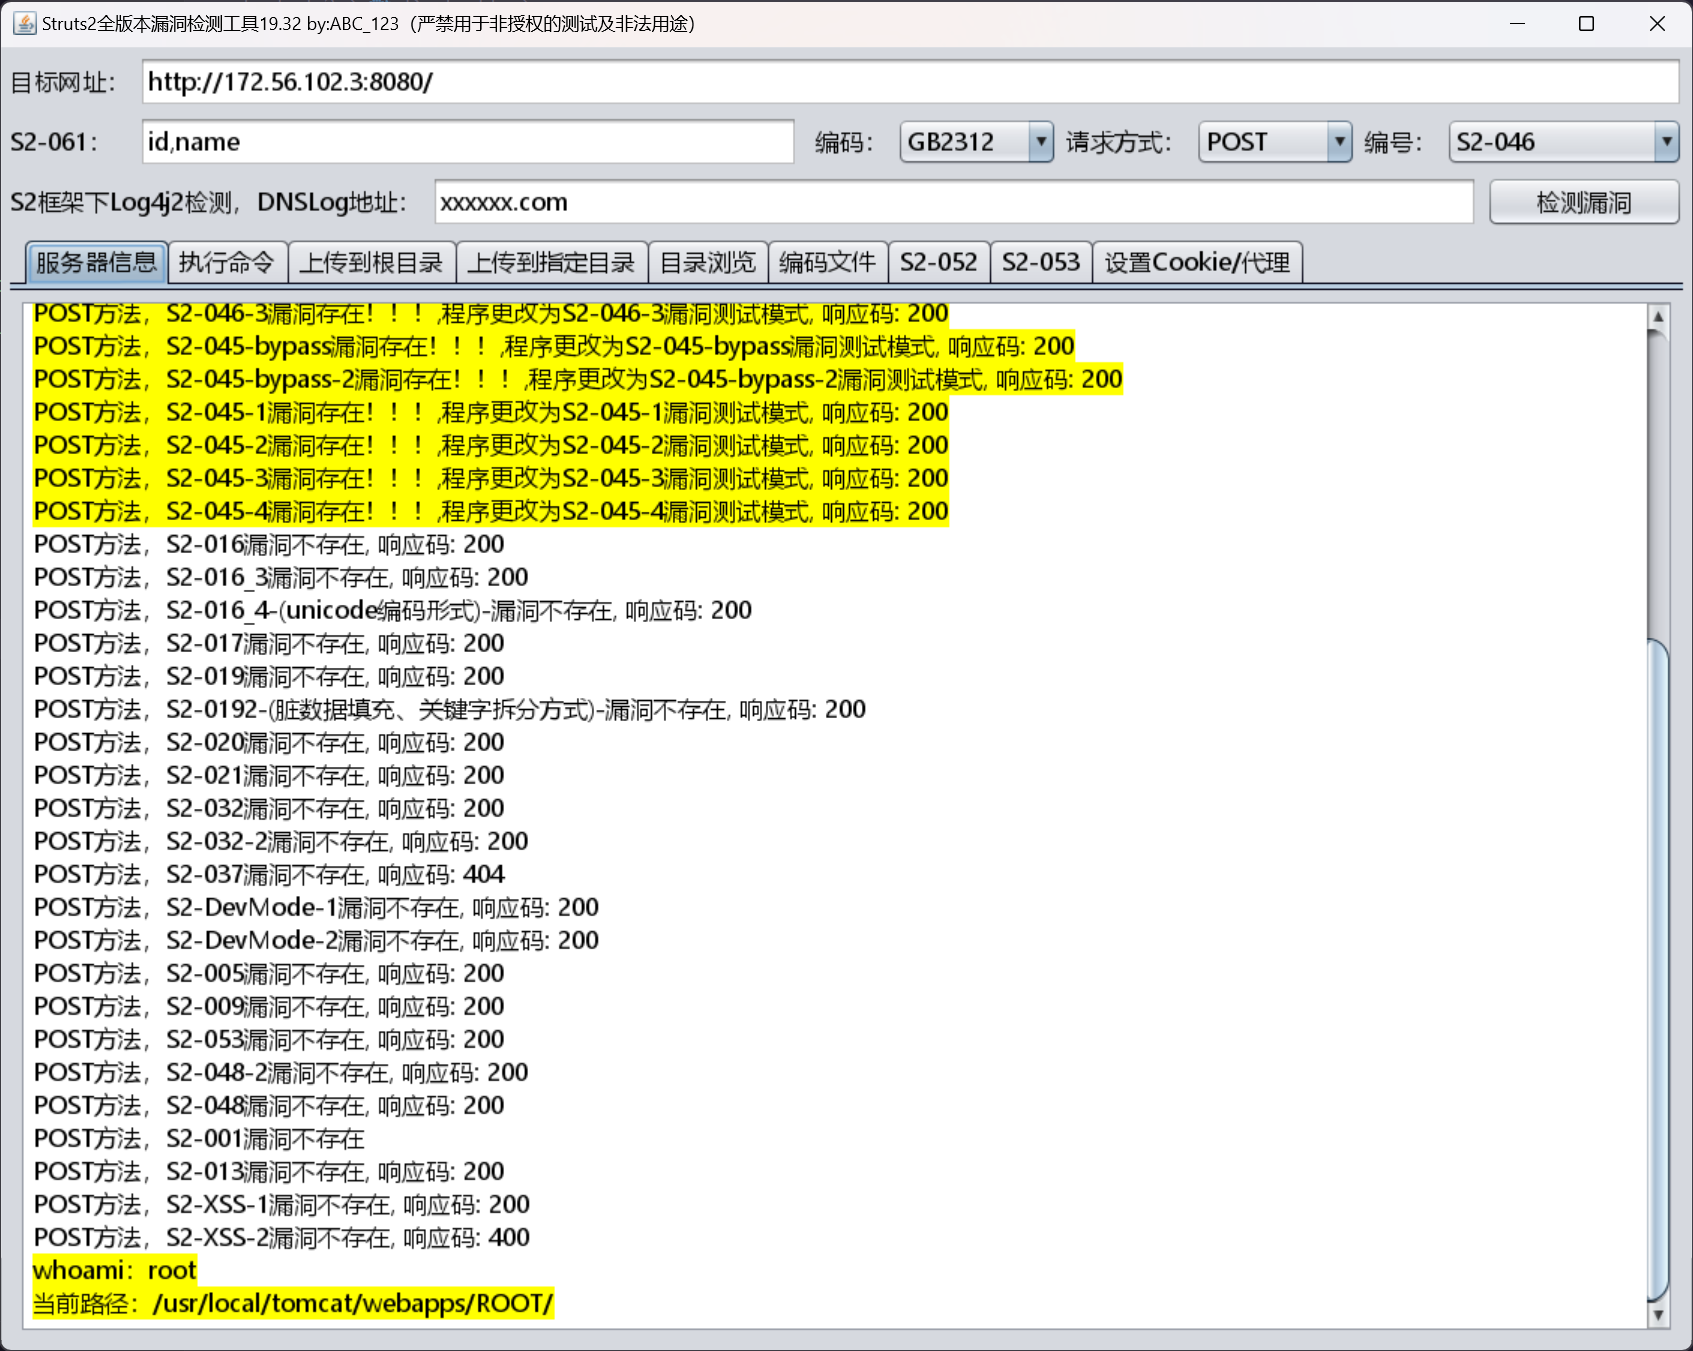 Struts2全版本漏洞检测工具19.32 by:ABC_123（严禁用于非授权的测试及非法用途）
目标网址： http://172.56.102.3:8080/
S2-061： id,name 编码： GB2312 请求方式： POST 编号： S2-046
S2框架下Log4j2检测，DNSLog地址： xxxxxx.com 检测漏洞
服务器信息 执行命令 上传到根目录 上传到指定目录 目录浏览 编码文件 S2-052 S2-053 设置Cookie/代理
POST方法，S2-046-3漏洞存在！！！,程序更改为S2-046-3漏洞测试模式, 响应码: 200
POST方法，S2-045-bypass漏洞存在！！！,程序更改为S2-045-bypass漏洞测试模式, 响应码: 200
POST方法，S2-045-bypass-2漏洞存在！！！,程序更改为S2-045-bypass-2漏洞测试模式, 响应码: 200
POST方法，S2-045-1漏洞存在！！！,程序更改为S2-045-1漏洞测试模式, 响应码: 200
POST方法，S2-045-2漏洞存在！！！,程序更改为S2-045-2漏洞测试模式, 响应码: 200
POST方法，S2-045-3漏洞存在！！！,程序更改为S2-045-3漏洞测试模式, 响应码: 200
POST方法，S2-045-4漏洞存在！！！,程序更改为S2-045-4漏洞测试模式, 响应码: 200
POST方法，S2-016漏洞不存在, 响应码: 200
POST方法，S2-016_3漏洞不存在, 响应码: 200
POST方法，S2-016_4-(unicode编码形式)-漏洞不存在, 响应码: 200
POST方法，S2-017漏洞不存在, 响应码: 200
POST方法，S2-019漏洞不存在, 响应码: 200
POST方法，S2-0192-(脏数据填充、关键字拆分方式)-漏洞不存在, 响应码: 200
POST方法，S2-020漏洞不存在, 响应码: 200
POST方法，S2-021漏洞不存在, 响应码: 200
POST方法，S2-032漏洞不存在, 响应码: 200
POST方法，S2-032-2漏洞不存在, 响应码: 200
POST方法，S2-037漏洞不存在, 响应码: 404
POST方法，S2-DevMode-1漏洞不存在, 响应码: 200
POST方法，S2-DevMode-2漏洞不存在, 响应码: 200
POST方法，S2-005漏洞不存在, 响应码: 200
POST方法，S2-009漏洞不存在, 响应码: 200
POST方法，S2-053漏洞不存在, 响应码: 200
POST方法，S2-048-2漏洞不存在, 响应码: 200
POST方法，S2-048漏洞不存在, 响应码: 200
POST方法，S2-001漏洞不存在
POST方法，S2-013漏洞不存在, 响应码: 200
POST方法，S2-XSS-1漏洞不存在, 响应码: 200
POST方法，S2-XSS-2漏洞不存在, 响应码: 400
whoami：root
当前路径：/usr/local/tomcat/webapps/ROOT/